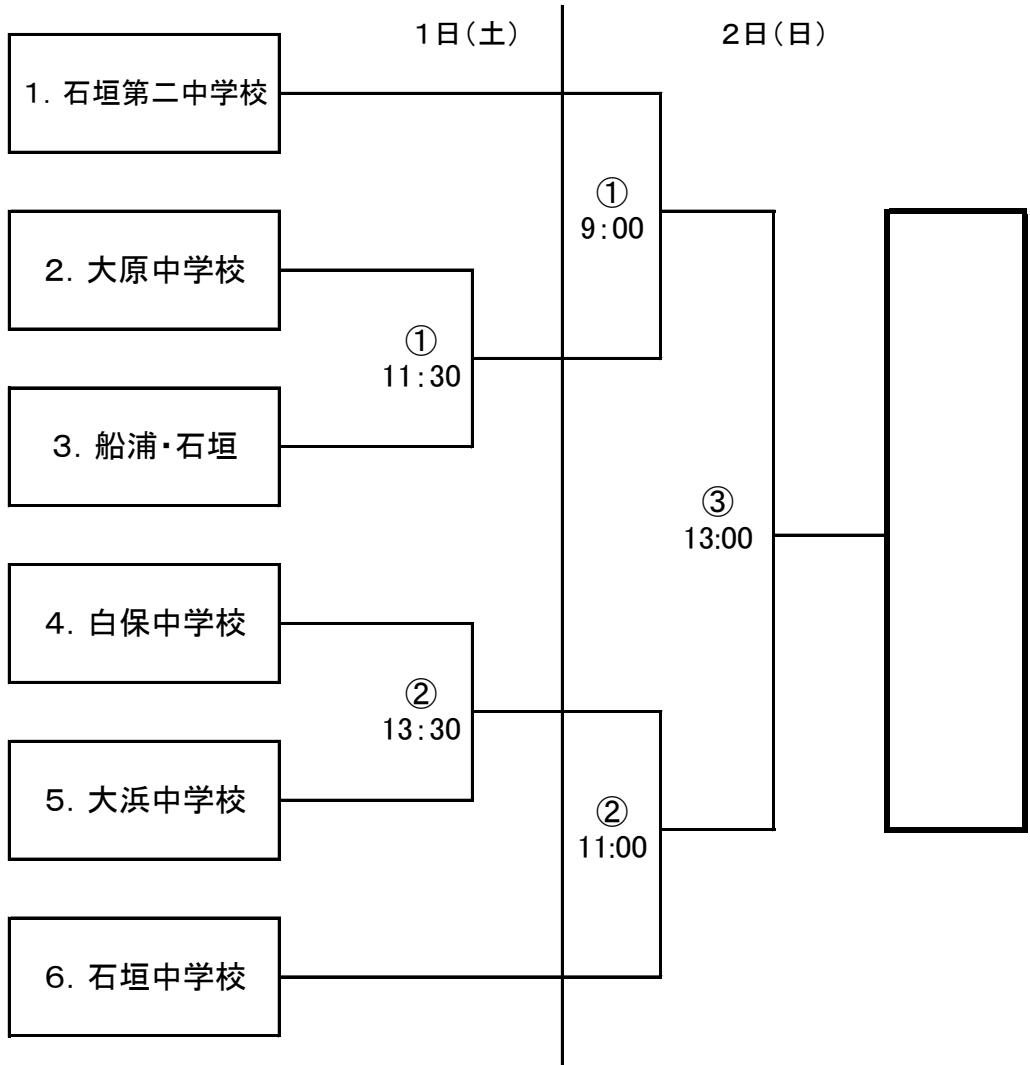 1日(土)
2日(日)
1. 石垣第二中学校
①
9:00
2. 大原中学校
①
11:30
3. 船浦・石垣
③
13:00
4. 白保中学校
②
13:30
5. 大浜中学校
②
11:00
6. 石垣中学校